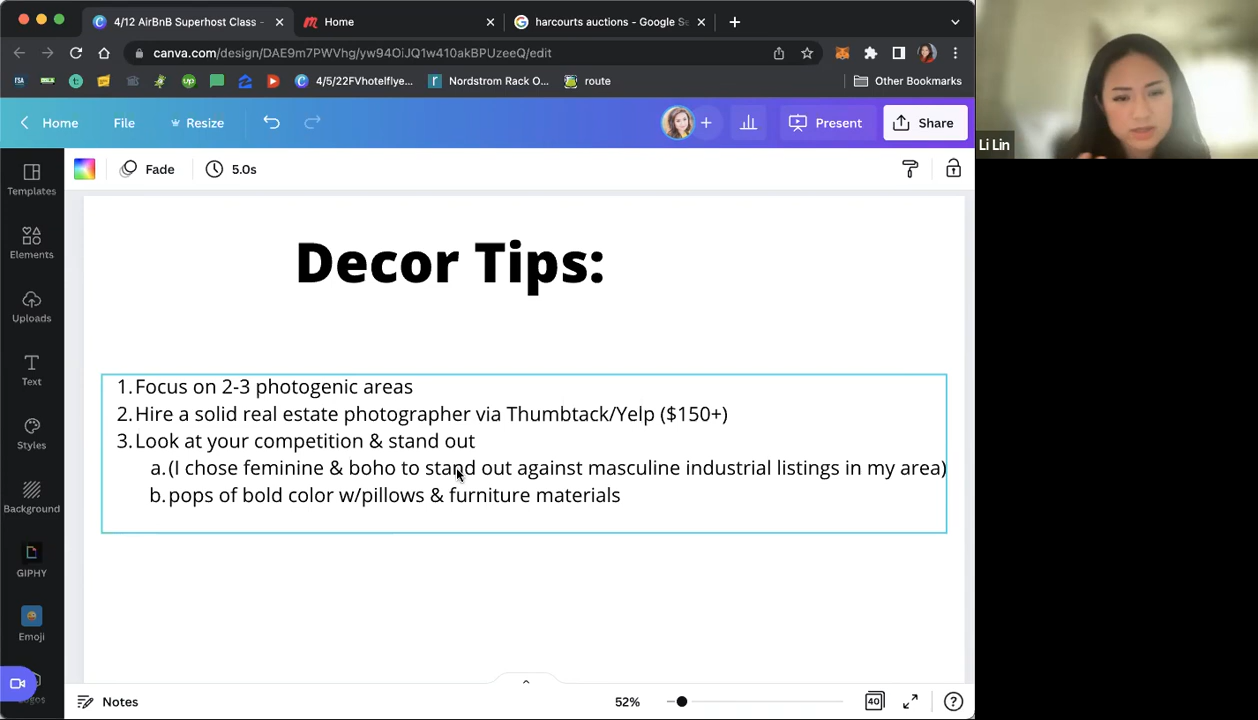 4/12 AirBnB Superhost Class -
Home
harcourts auctions - Google Se
canva.com/design/DAE9m7PWVhg/yw94OiJQ1w410akBPUzeeQ/edit
4/5/22FVhotelflye...
Nordstrom Rack O...
route
Other Bookmarks
Home
File
Resize
Present
Share
Li Lin
Fade
5.0s
Templates
Elements
Uploads
Text
Styles
Background
GIPHY
Emoji
Decor Tips:
1. Focus on 2-3 photogenic areas
2. Hire a solid real estate photographer via Thumbtack/Yelp ($150+)
3. Look at your competition & stand out
a. (I chose feminine & boho to stand out against masculine industrial listings in my area)
b. pops of bold color w/pillows & furniture materials
Notes
52%
40